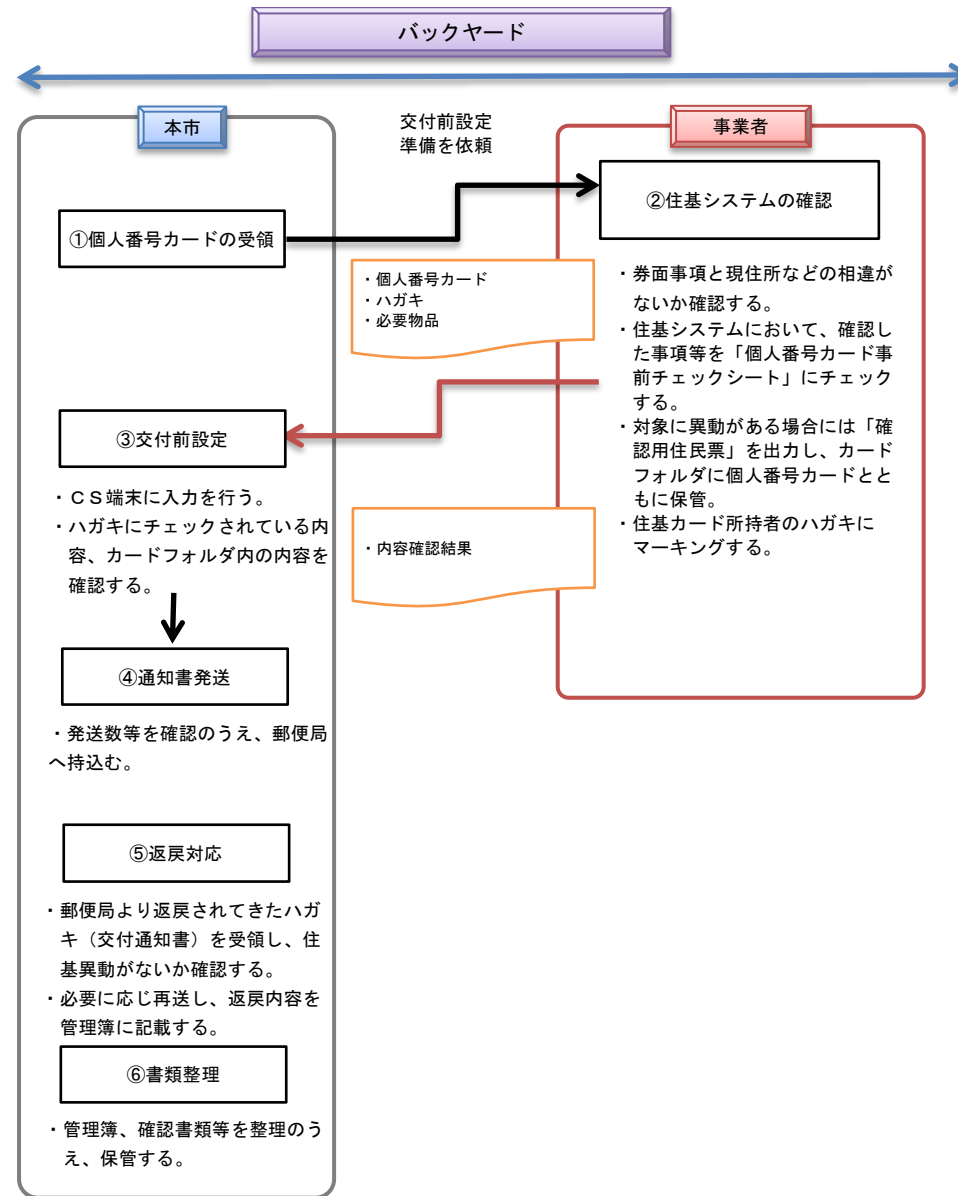 バックヤード
本市
交付前設定
準備を依頼
事業者
①個人番号カードの受領
②住基システムの確認
・個人番号カード
・ハガキ
・必要物品
・券面事項と現住所などの相違が
ないか確認する。
・住基システムにおいて、確認し
た事項等を「個人番号カード事
前チェックシート」にチェック
する。
・対象に異動がある場合には「確
認用住民票」を出力し、カード
フォルダに個人番号カードとと
もに保管。
・住基カード所持者のハガキに
マーキングする。
③交付前設定
・ＣＳ端末に入力を行う。
・ハガキにチェックされている内
容、カードフォルダ内の内容を
確認する。
・内容確認結果
④通知書発送
・発送数等を確認のうえ、郵便局
へ持込む。
⑤返戻対応
・郵便局より返戻されてきたハガ
キ（交付通知書）を受領し、住
基異動がないか確認する。
・必要に応じ再送し、返戻内容を
管理簿に記載する。
⑥書類整理
・管理簿、確認書類等を整理のう
え、保管する。